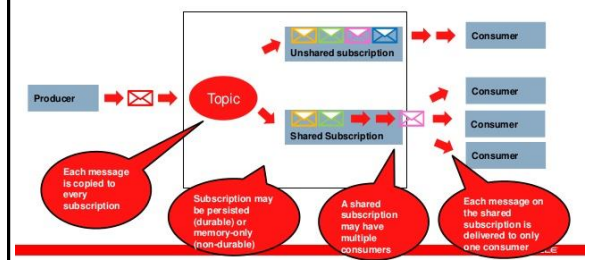 Unshared subscription
Consumer
Producer
Topic
Consumer
Shared Subscription
Consumer
Consumer
Each message
is copied to
every
subscription
Subscription may
be persisted
(durable) or
memory-only
(non-durable)
A shared
subscription
may have
multiple
consumers
Each message on
the shared
subscription is
delivered to only
one consumer